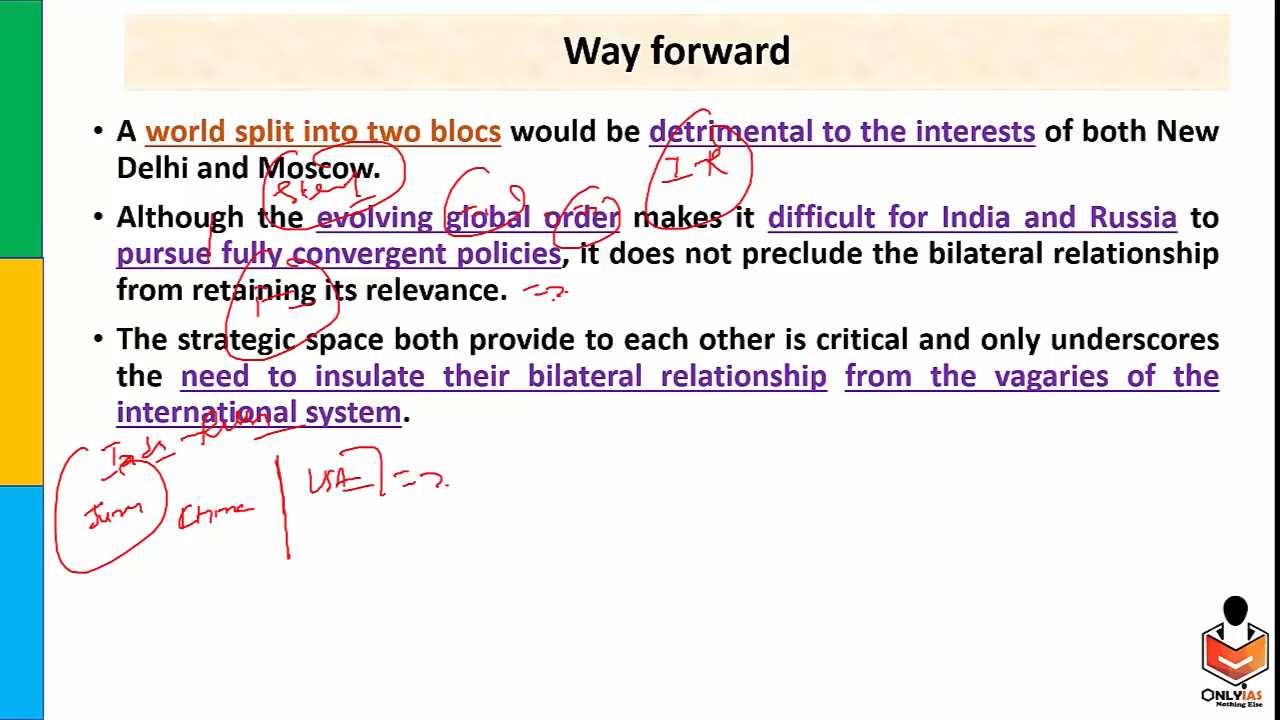 Way forward
• A world split into two blocs would be detrimental to the interests of both New
Delhi and Moscow.
I-R
• Although the evolving global order makes it difficult for India and Russia to
pursue fully convergent policies, it does not preclude the bilateral relationship
from retaining its relevance.
• The strategic space both provide to each other is critical and only underscores
the need to insulate their bilateral relationship from the vagaries of the
international system.
USA
China
ONLYIAS
Nothing Else